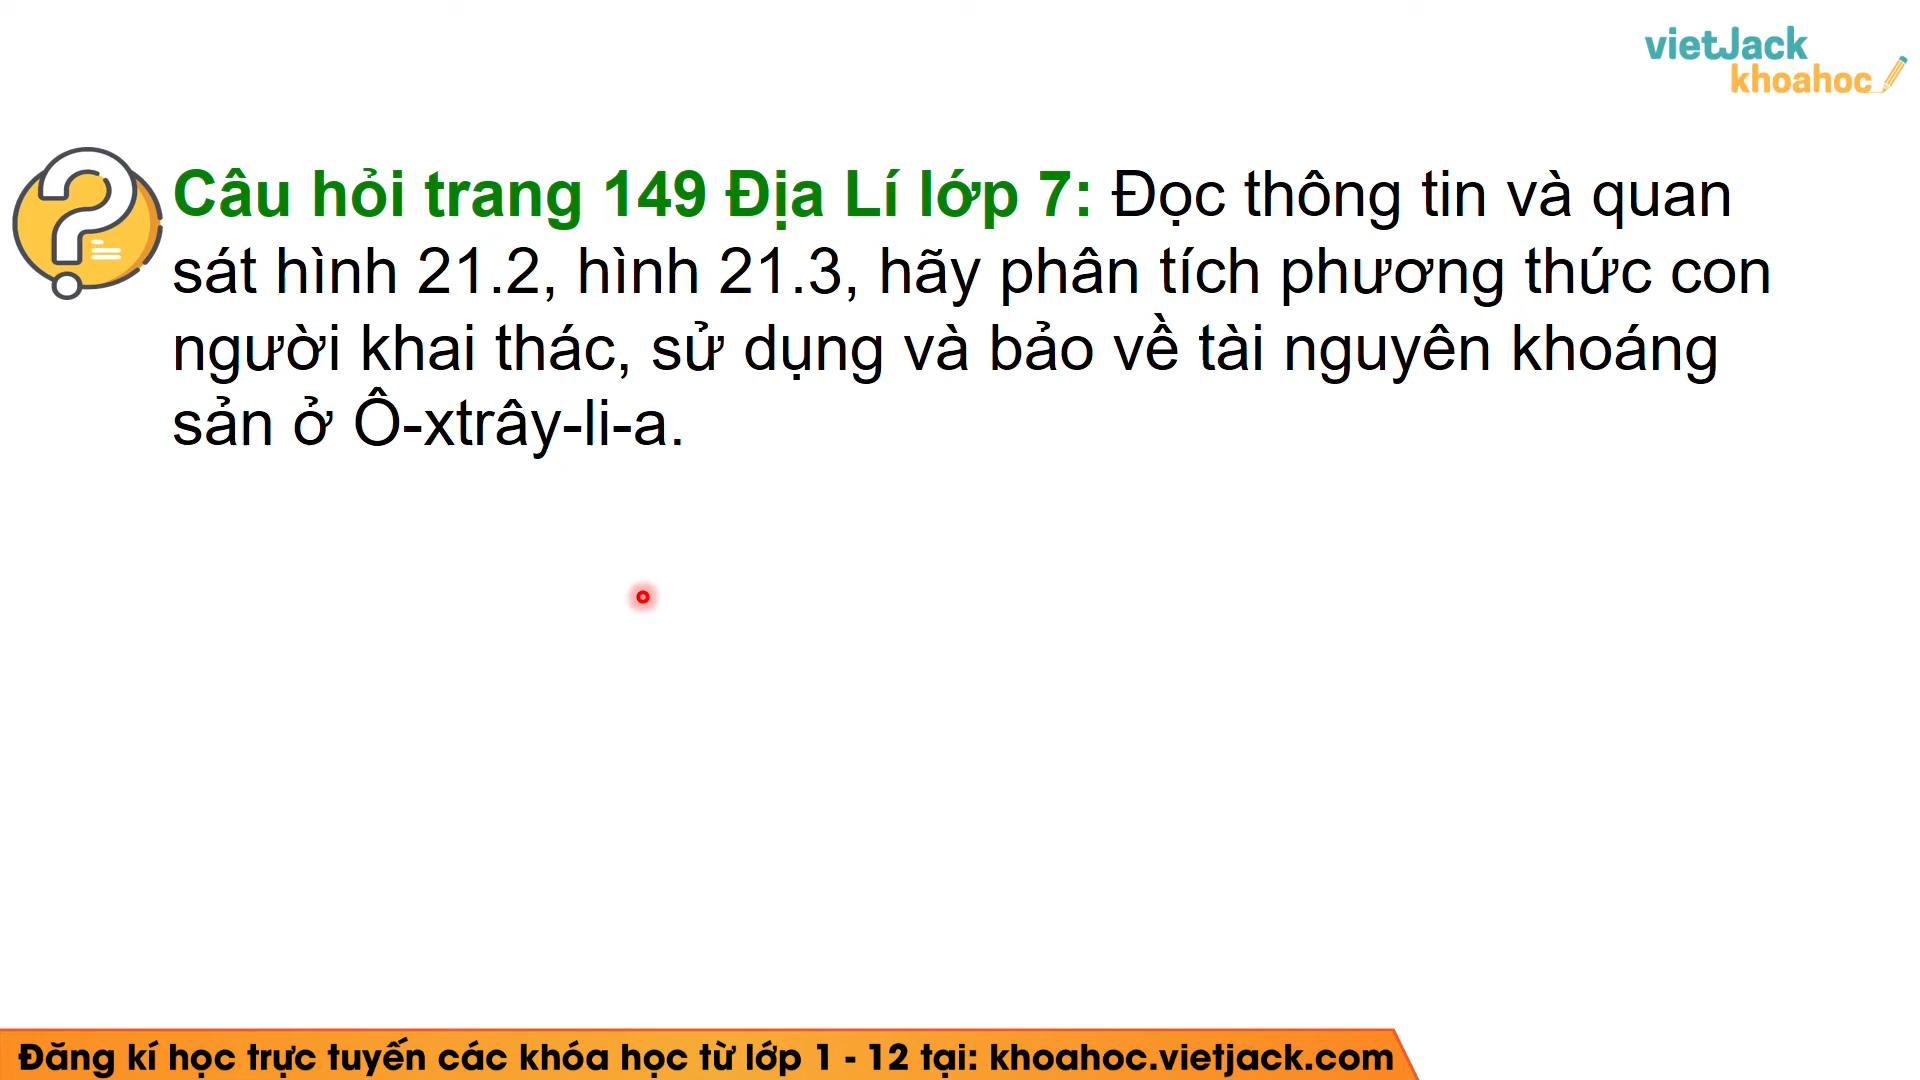 vietJack
khoahoc
Câu hỏi trang 149 Địa Lí lớp 7: Đọc thông tin và quan
sát hình 21.2, hình 21.3, hãy phân tích phương thức con
người khai thác, sử dụng và bảo về tài nguyên khoáng
sản ở Ô-xtrây-li-a.
Đăng kí học trực tuyến các khóa học từ lớp 1 - 12 tại: khoahoc.vietjack.com